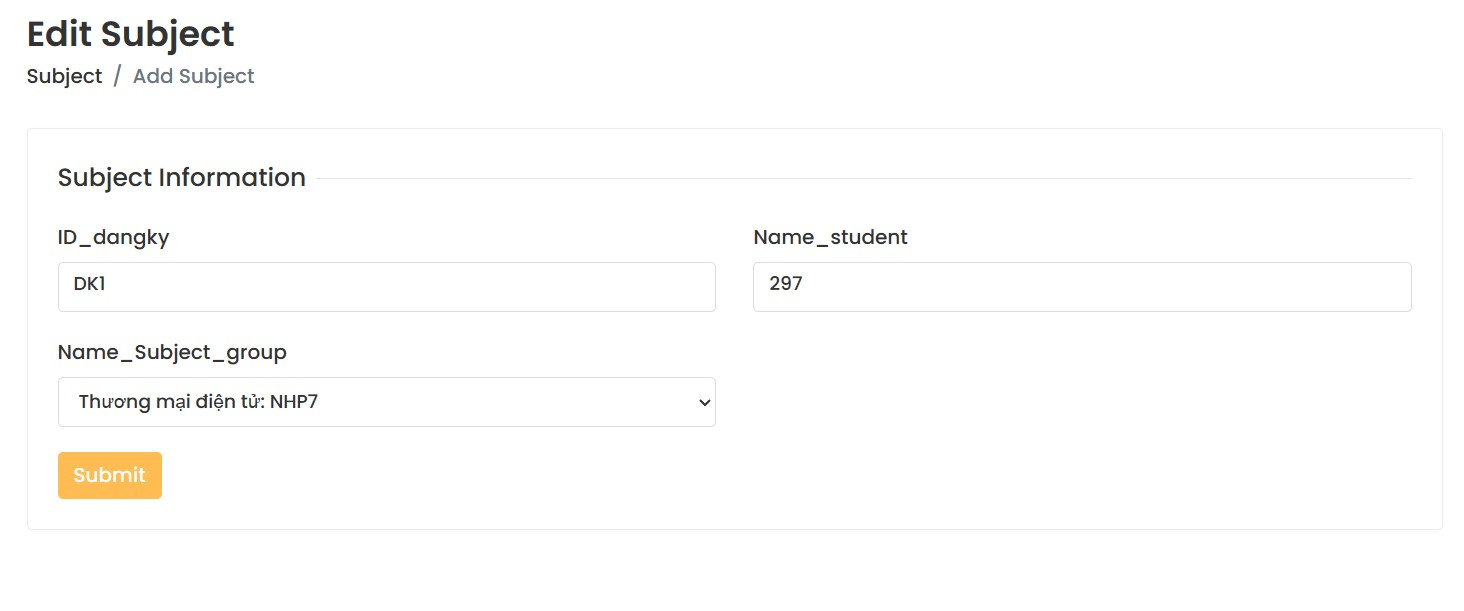 Edit Subject
Subject / Add Subject
Subject Information
ID_dangky
Name_student
DK1
297
Name_Subject_group
Thương mại điện tử: NHP7
Submit